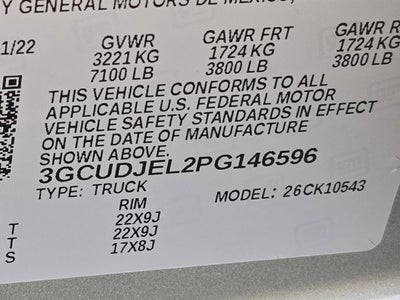 Y GENERAL MOTORS DE MEXICO,
1/22 GVWR GAWR FRT GAWR R
3221 KG 1724 KG 1724 KG
7100 LB 3800 LB 3800 LB
THIS VEHICLE CONFORMS TO ALL
APPLICABLE U.S. FEDERAL MOTOR
VEHICLE SAFETY STANDARDS IN EFFECT
ON THE DATE OF MANUFACTURE
SHOWN ABOVE.
3GCUDJEL2PG146596
TYPE: TRUCK MODEL: 26CK10543
RIM
T 22X9J
T 22X9J
S 17X8J